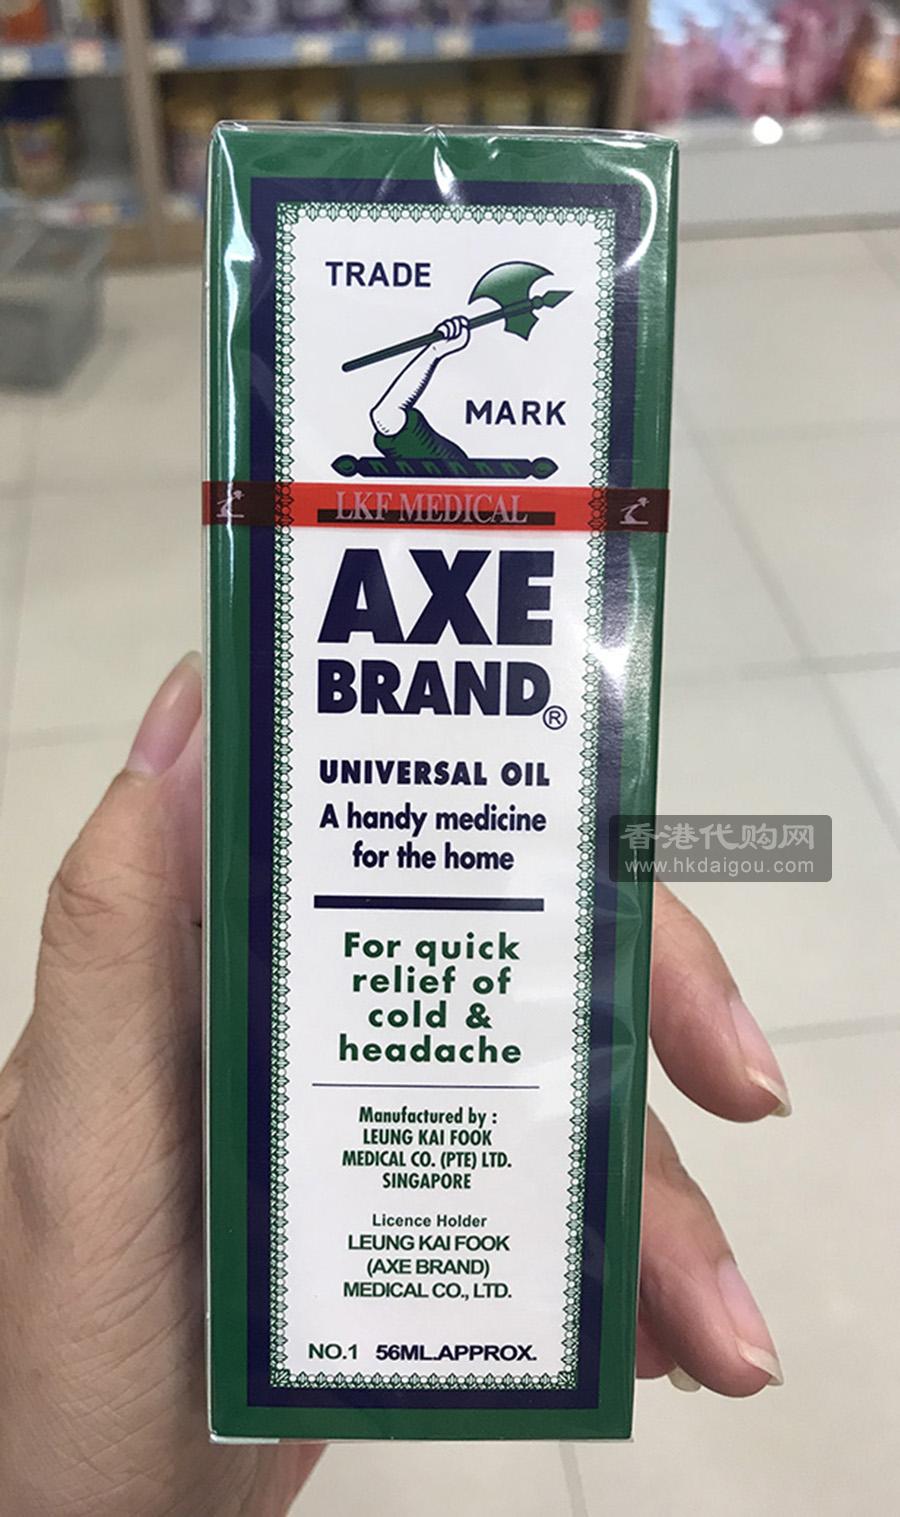 TRADE
MARK
LKF MEDICAL
AXE
BRAND®
UNIVERSAL OIL
A handy medicine
for the home
For quick
relief of
cold &
headache
Manufactured by :
LEUNG KAI FOOK
MEDICAL CO. (PTE) LTD.
SINGAPORE
Licence Holder
LEUNG KAI FOOK
(AXE BRAND)
MEDICAL CO., LTD.
NO.1 56ML.APPROX.
香港代购网
www.hkdaigou.com